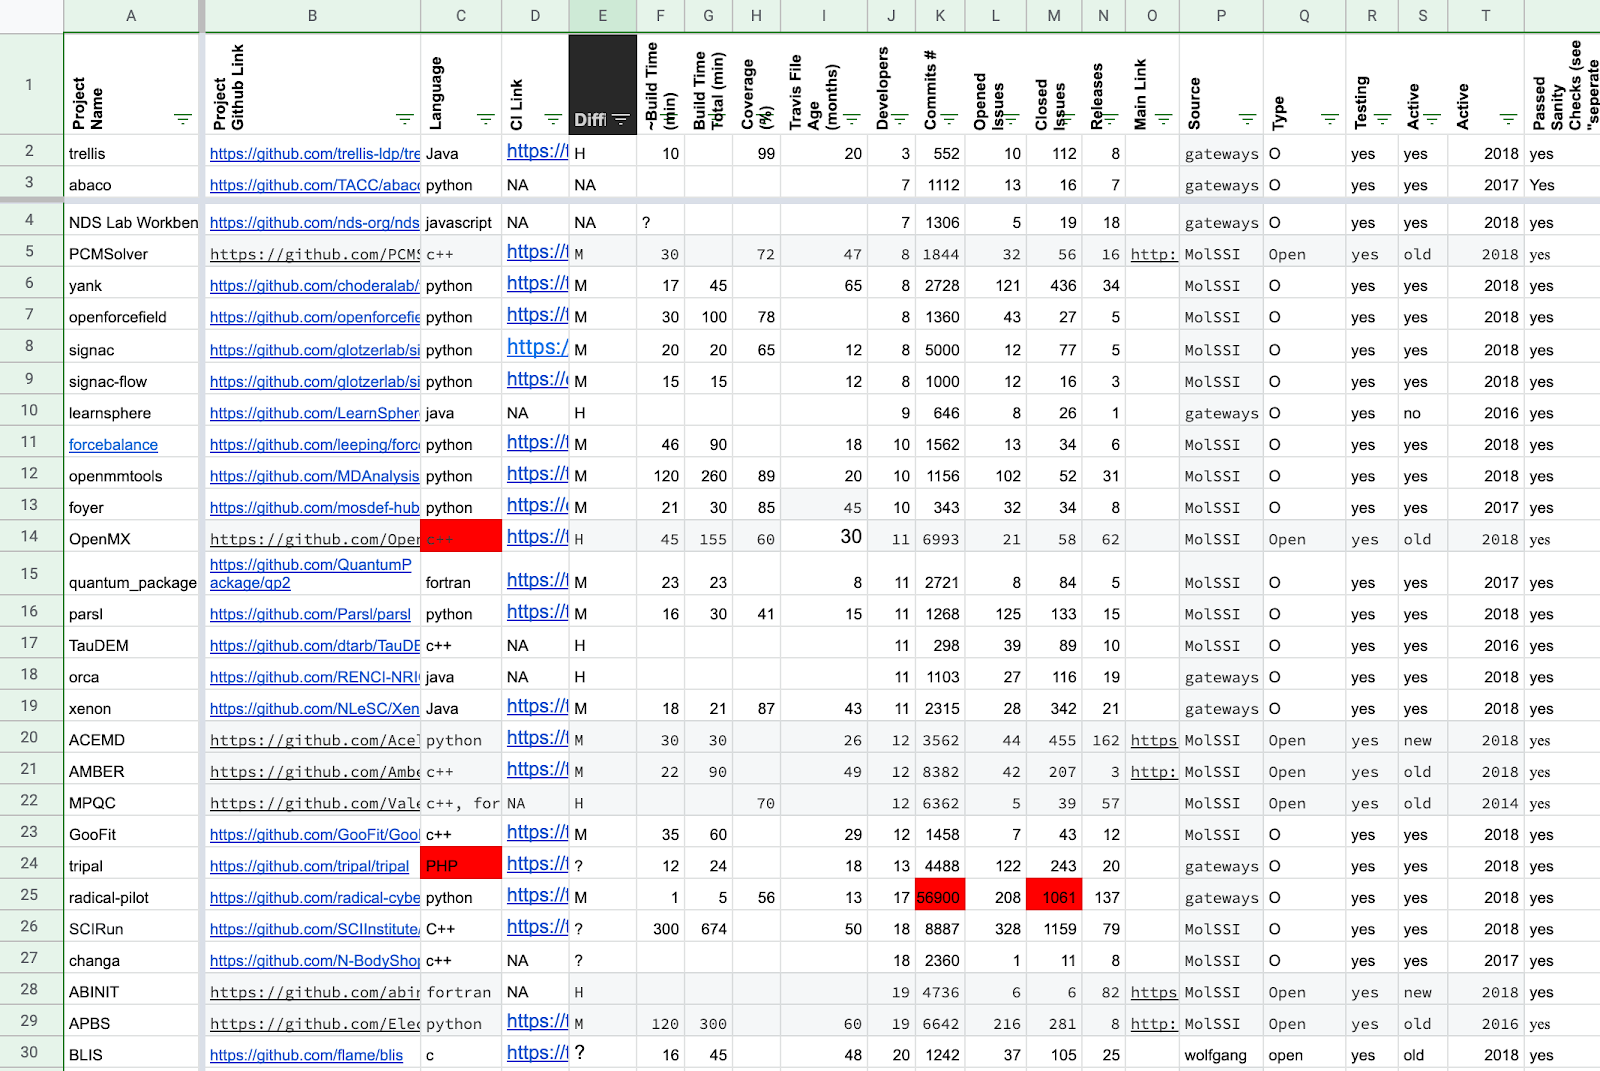 A B C D E F G H I J K L M N O P Q R S T
1 Project Name Project Github Link Language CI Link Diffi ~Build Time (min) Build Time Total (min) Coverage (%) Travis File Age (months) Developers Commits # Opened Issues Closed Issues Releases Main Link Source Type Testing Active Active Passed Sanity Checks (see "seperate
2 trellis https://github.com/trellis-ldp/tre Java https://t H 10 99 20 3 552 10 112 8 gateways O yes yes 2018 yes
3 abaco https://github.com/TACC/abac python NA NA 7 1112 13 16 7 gateways O yes yes 2017 Yes
4 NDS Lab Workben https://github.com/nds-org/nds javascript NA NA ? 7 1306 5 19 18 gateways O yes yes 2018 yes
5 PCMSolver https://github.com/PCMS c++ https://t M 30 72 47 8 1844 32 56 16 http: MolSSI Open yes old 2018 yes
6 yank https://github.com/choderalab/ python https://t M 17 45 65 8 2728 121 436 34 MolSSI O yes yes 2018 yes
7 openforcefield https://github.com/openforcefie python https://t M 30 100 78 8 1360 43 27 5 MolSSI O yes yes 2018 yes
8 signac https://github.com/glotzerlab/si python https:/ M 20 20 65 12 8 5000 12 77 5 MolSSI O yes yes 2018 yes
9 signac-flow https://github.com/glotzerlab/si python https://c M 15 15 12 8 1000 12 16 3 MolSSI O yes yes 2018 yes
10 learnsphere https://github.com/LearnSpher java NA H 9 646 8 26 1 gateways O yes no 2016 yes
11 forcebalance https://github.com/leeping/forc python https://t M 46 90 18 10 1562 13 34 6 MolSSI O yes yes 2018 yes
12 openmmtools https://github.com/MDAnalysis python https://t M 120 260 89 20 10 1156 102 52 31 MolSSI O yes yes 2018 yes
13 foyer https://github.com/mosdef-hub python https://c M 21 30 85 45 10 343 32 34 8 MolSSI O yes yes 2017 yes
14 OpenMX https://github.com/Oper c++ https://t H 45 155 60 30 11 6993 21 58 62 MolSSI Open yes old 2018 yes
15 quantum_package https://github.com/QuantumP
ackage/qp2 fortran https://t M 23 23 8 11 2721 8 84 5 MolSSI O yes yes 2017 yes
16 parsl https://github.com/Parsl/parsl python https://t M 16 30 41 15 11 1268 125 133 15 MolSSI O yes yes 2018 yes
17 TauDEM https://github.com/dtarb/TauDE c++ NA H 11 298 39 89 10 MolSSI O yes yes 2016 yes
18 orca https://github.com/RENCI-NRI java NA H 11 1103 27 116 19 gateways O yes yes 2018 yes
19 xenon https://github.com/NLeSC/Xen Java https://t M 18 21 87 43 11 2315 28 342 21 gateways O yes yes 2018 yes
20 ACEMD https://github.com/Acel python https://t M 30 30 26 12 3562 44 455 162 https MolSSI Open yes new 2018 yes
21 AMBER https://github.com/Ambe c++ https://t M 22 90 49 12 8382 42 207 3 http: MolSSI Open yes old 2018 yes
22 MPQC https://github.com/Vale c++, for NA H 70 12 6362 5 39 57 MolSSI Open yes old 2014 yes
23 GooFit https://github.com/GooFit/Goo c++ https://t M 35 60 29 12 1458 7 43 12 MolSSI O yes yes 2018 yes
24 tripal https://github.com/tripal/tripal PHP https://t ? 12 24 18 13 4488 122 243 20 gateways O yes yes 2018 yes
25 radical-pilot https://github.com/radical-cybe python https://t M 1 5 56 13 17 56900 208 1061 137 gateways O yes yes 2018 yes
26 SCIRun https://github.com/SCIInstitute/ C++ https://t ? 300 674 50 18 8887 328 1159 79 MolSSI O yes yes 2018 yes
27 changa https://github.com/N-BodyShop c++ NA ? 18 2360 1 11 8 MolSSI O yes yes 2017 yes
28 ABINIT https://github.com/abin fortran NA H 19 4736 6 6 82 https MolSSI Open yes new 2018 yes
29 APBS https://github.com/Elec python https://t M 120 300 60 19 6642 216 281 8 http: MolSSI Open yes old 2016 yes
30 BLIS https://github.com/flame/blis c https://t ? 16 45 48 20 1242 37 105 25 wolfgang open yes old 2018 yes